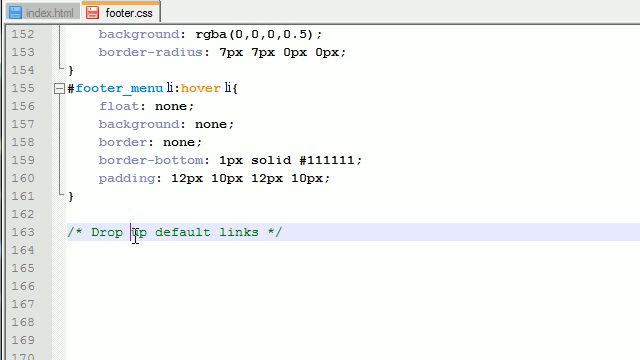 index.html footer.css
152 background: rgba(0,0,0,0.5);
153 border-radius: 7px 7px 0px 0px;
154 }
155 #footer_menu li:hover li{
156 float: none;
157 background: none;
158 border: none;
159 border-bottom: 1px solid #111111;
160 padding: 12px 10px 12px 10px;
161 }
162
163 /* Drop up default links */
164
165
166
167
168
169
170